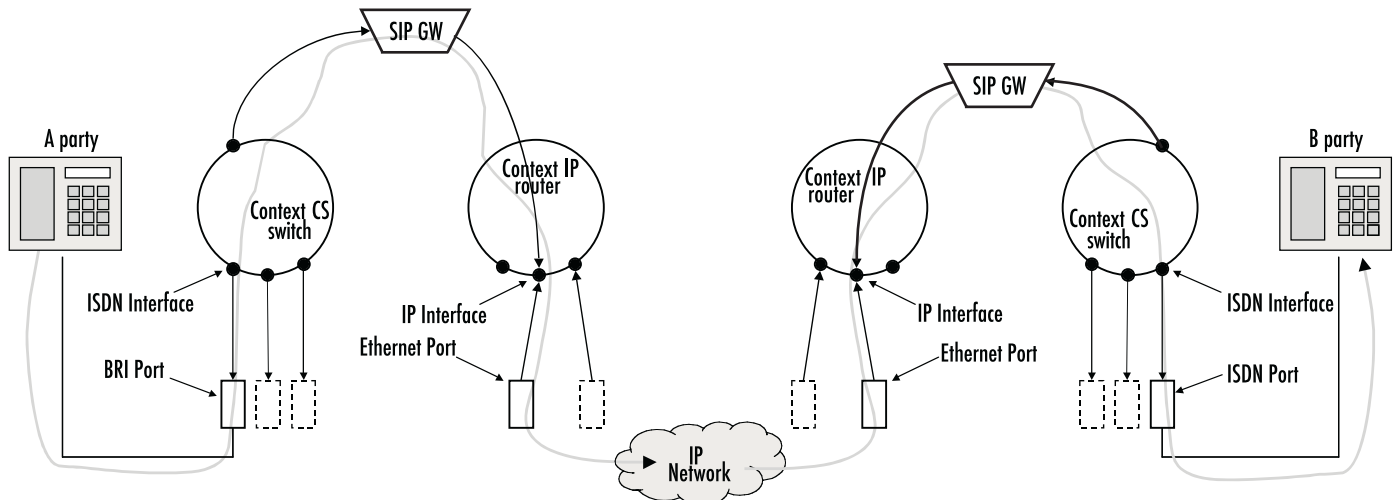 SIP GW
SIP GW
A party
B party
Context CS
switch
Context IP
router
Context IP
router
Context CS
switch
ISDN Interface
IP Interface
IP Interface
ISDN Interface
Ethernet Port
Ethernet Port
BRI Port
ISDN Port
IP
Network